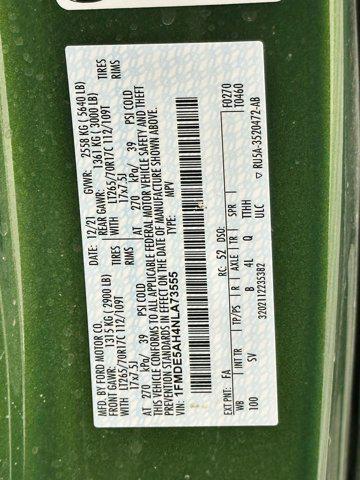 MFD. BY FORD MOTOR CO.
DATE: 12/21 GVWR: 2558 KG ( 5640 LB)
FRONT GAWR: 1315 KG (2900 LB) REAR GAWR: 1361 KG (3000 LB)
WITH LT265/70R17C 112/109T TIRES WITH LT265/70R17C 112/109T TIRES
17x7.5J RIMS 17x7.5J RIMS
AT 270 kPa/ 39 PSI COLD AT 270 kPa/ 39 PSI COLD
THIS VEHICLE CONFORMS TO ALL APPLICABLE FEDERAL MOTOR VEHICLE SAFETY AND THEFT
PREVENTION STANDARDS IN EFFECT ON THE DATE OF MANUFACTURE SHOWN ABOVE.
VIN: 1FMDE5AH4NLA73555
TYPE: MPV
F0270
T0460
EXT PNT: FA RC: 52 DSO:
WB INT TR TP/PS R AXLE TR SPR
100 SV B 4L Q TTHH
ULC
3202112235382
RU5A-3520472-AB